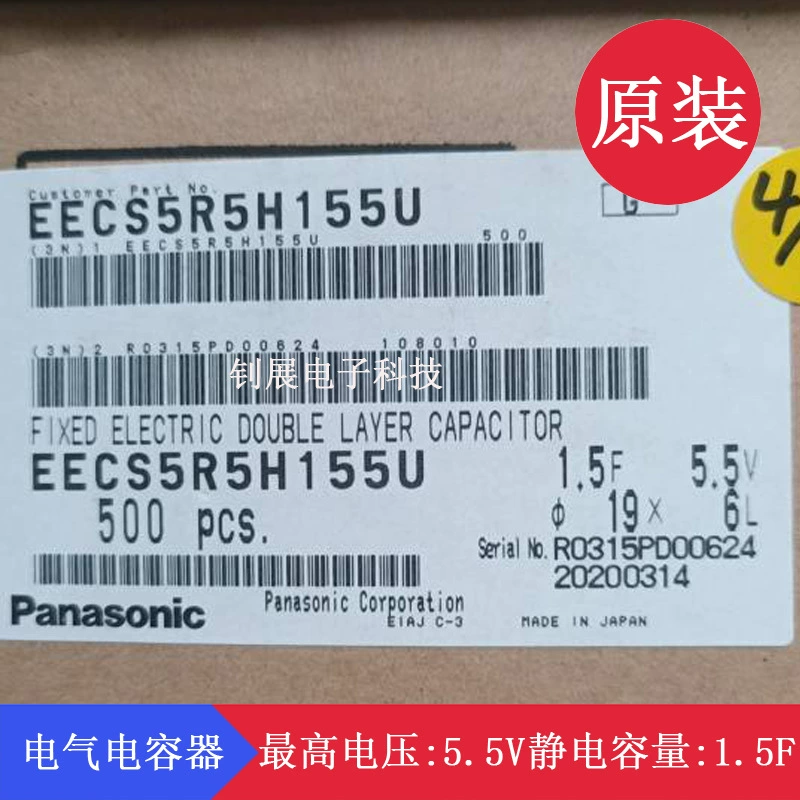 原装
Customer Part No.
EECS5R5H155U
G
(3N)1 EECS5R5H155U 500
(3N)2 R0315PD00624 108010
钊展电子科技
FIXED ELECTRIC DOUBLE LAYER CAPACITOR
EECS5R5H155U 1.5F 5.5V
500 pcs. ϕ 19 x 6L
Serial No. R0315PD00624
20200314
Panasonic Panasonic Corporation
EIAJ C-3 MADE IN JAPAN
电气电容器 最高电压:5.5V静电容量:1.5F